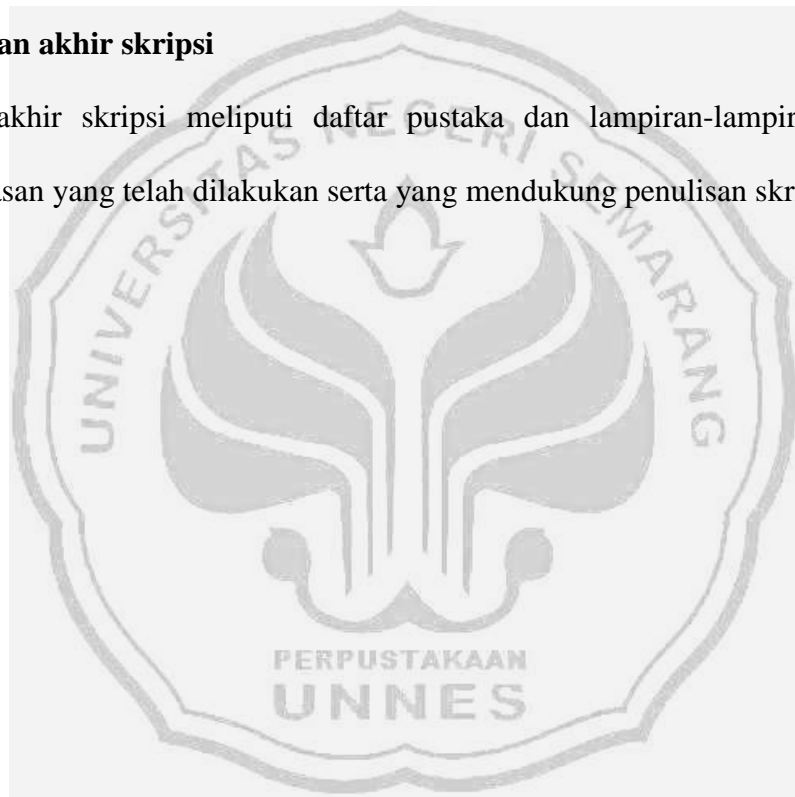 an akhir skripsi
akhir skripsi meliputi daftar pustaka dan lampiran-lampir
asan yang telah dilakukan serta yang mendukung penulisan skr
UNIVERSITAS NEGERI SEMARANG
PERPUSTAKAAN
UNNES